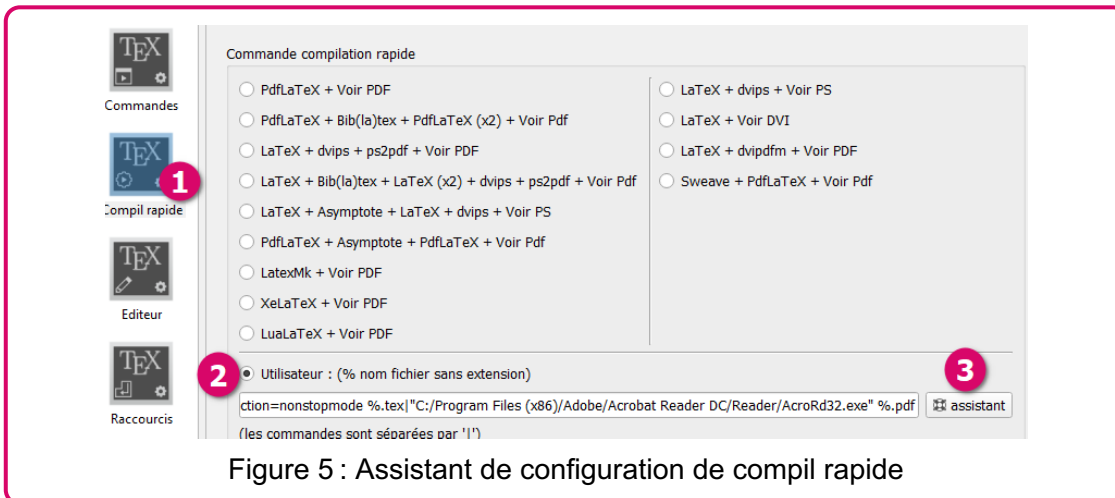 TEX
Commandes
TEX
1
Compil rapide
TEX
Editeur
TEX
Raccourcis
Commande compilation rapide
PdfLaTeX + Voir PDF
PdfLaTeX + Bib(la)tex + PdfLaTeX (x2) + Voir Pdf
LaTeX + dvips + ps2pdf + Voir PDF
LaTeX + Bib(la)tex + LaTeX (x2) + dvips + ps2pdf + Voir Pdf
LaTeX + Asymptote + LaTeX + dvips + Voir PS
PdfLaTeX + Asymptote + PdfLaTeX + Voir Pdf
LatexMk + Voir PDF
XeLaTeX + Voir PDF
LuaLaTeX + Voir PDF
LaTeX + dvips + Voir PS
LaTeX + Voir DVI
LaTeX + dvipdfm + Voir PDF
Sweave + PdfLaTeX + Voir Pdf
2
Utilisateur : (% nom fichier sans extension)
3
ction=nonstopmode %.tex|"C:/Program Files (x86)/Adobe/Acrobat Reader DC/Reader/AcroRd32.exe" %.pdf
assistant
(les commandes sont séparées par '|')
Figure 5 : Assistant de configuration de compil rapide